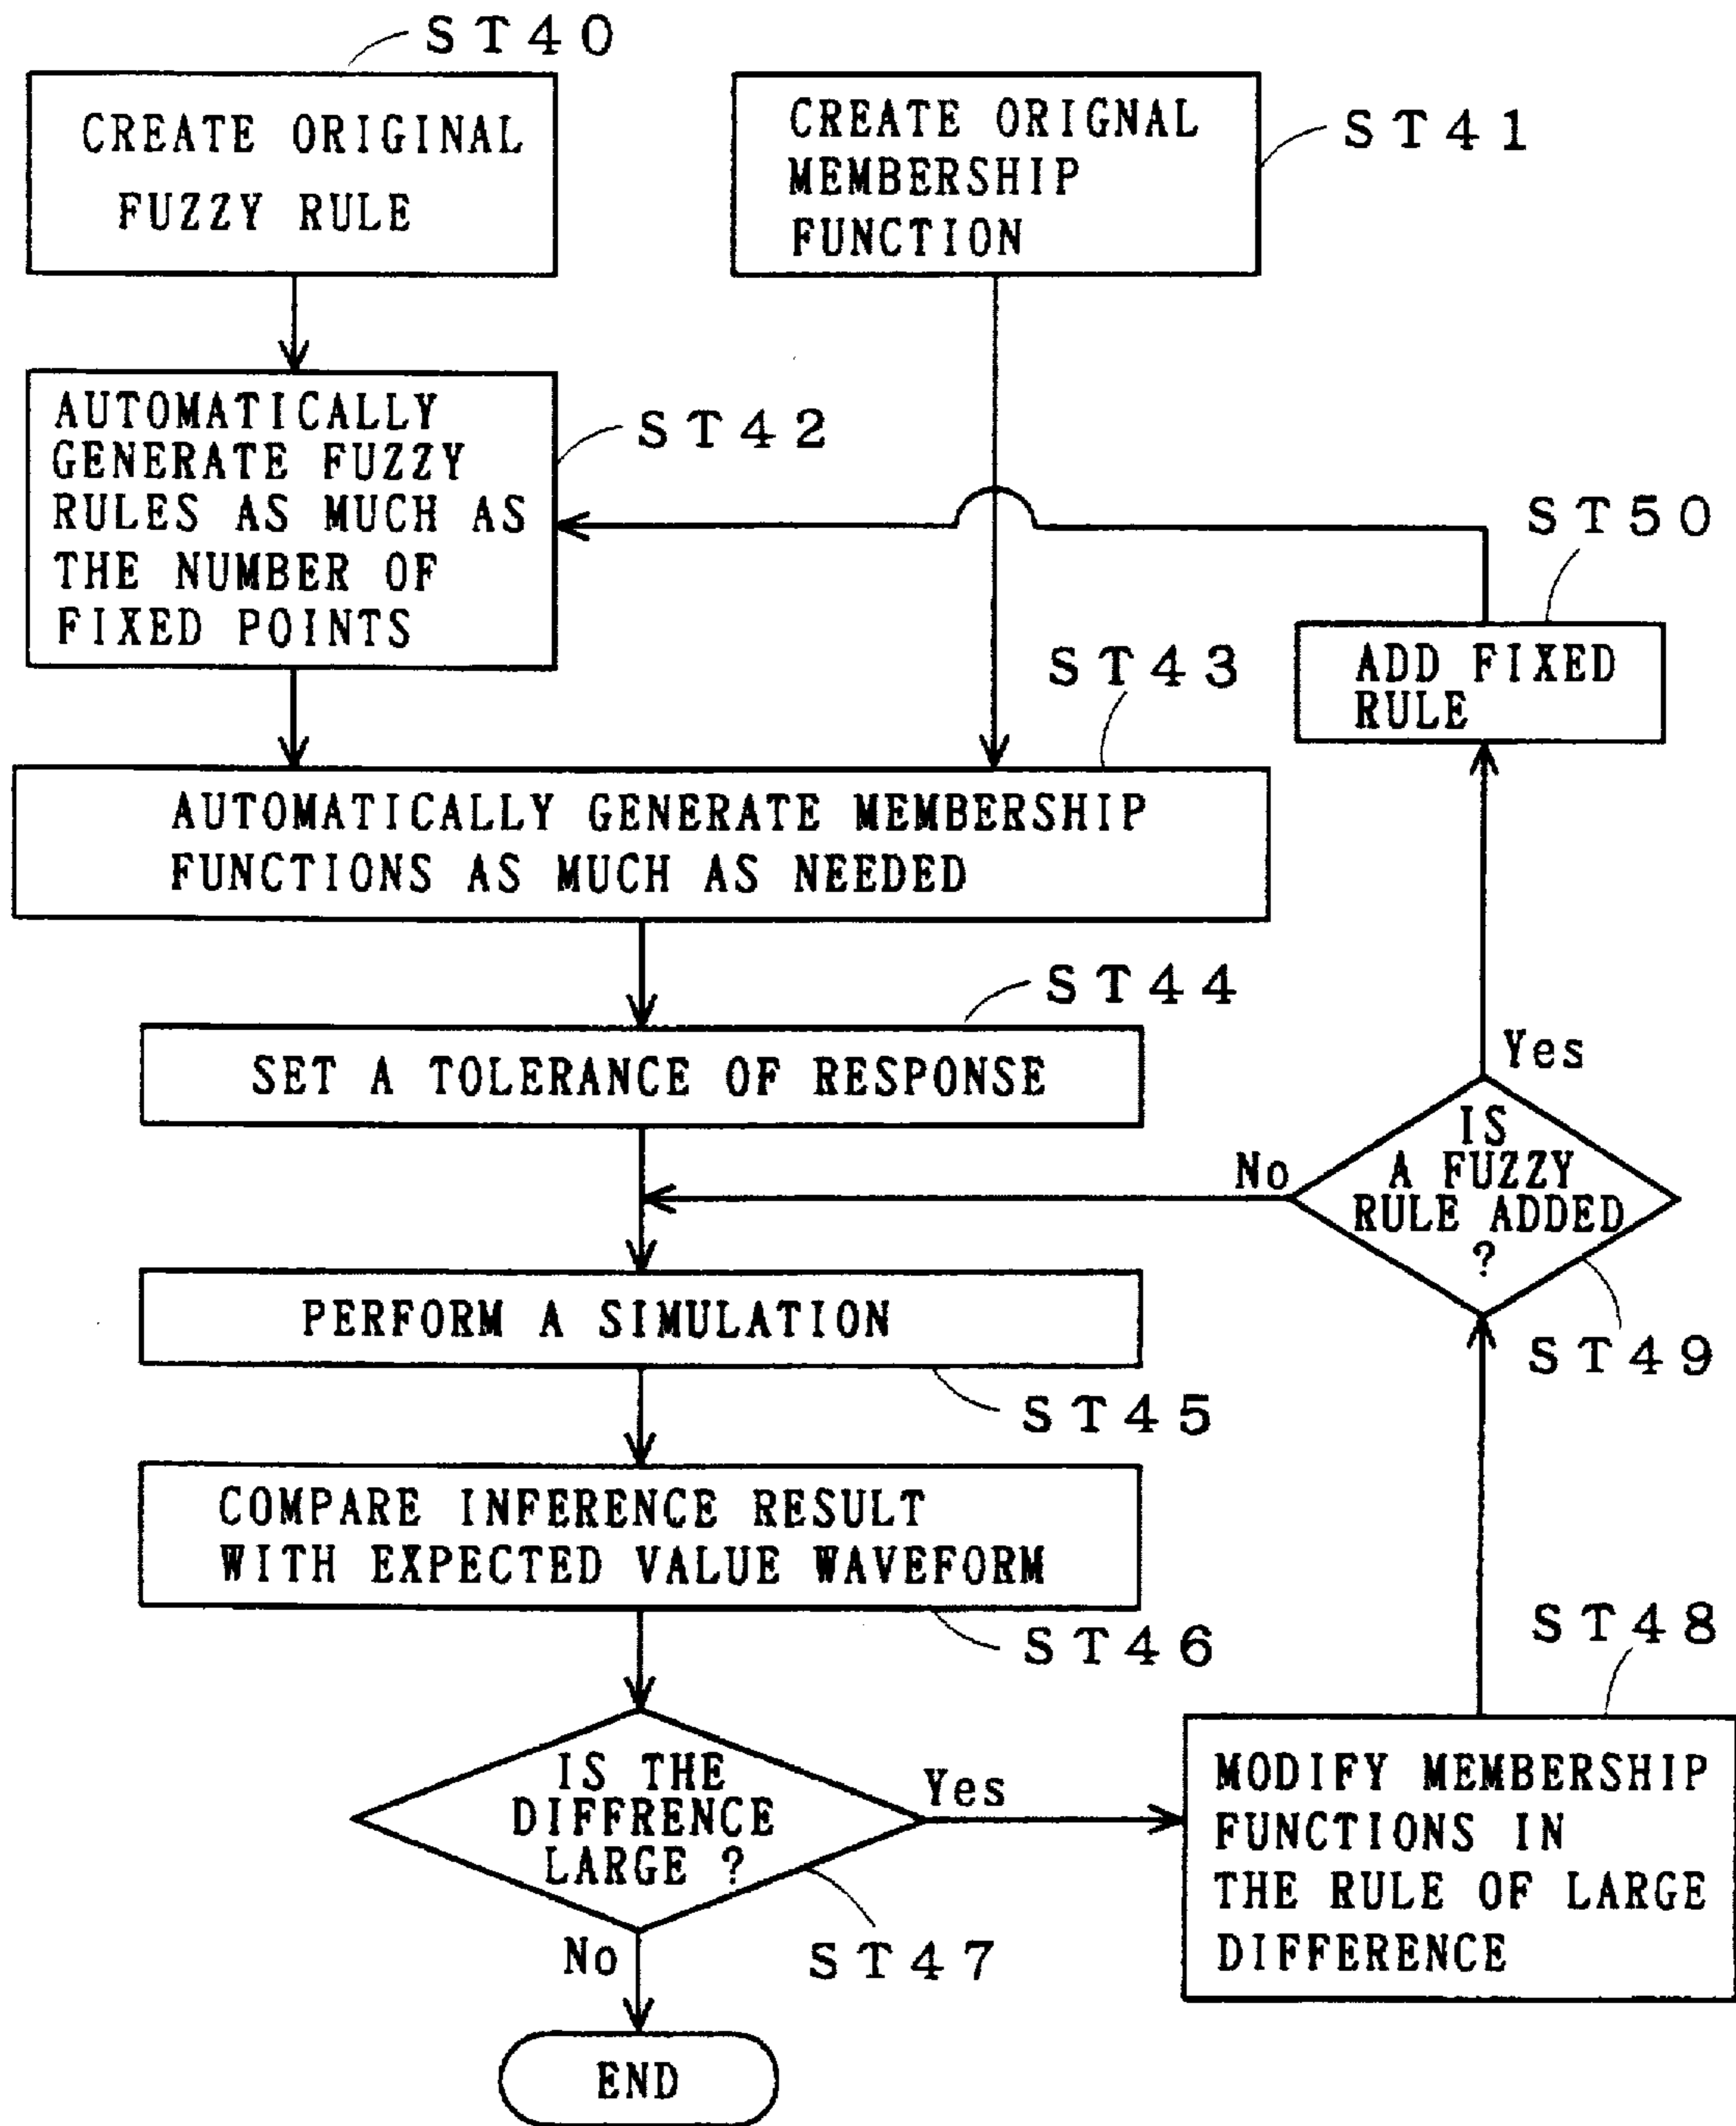 ST40
CREATE ORIGINAL
FUZZY RULE
CREATE ORIGNAL
MEMBERSHIP
FUNCTION
ST41
AUTOMATICALLY
GENERATE FUZZY
RULES AS MUCH AS
THE NUMBER OF
FIXED POINTS
ST42
ST50
ADD FIXED
RULE
ST43
AUTOMATICALLY GENERATE MEMBERSHIP
FUNCTIONS AS MUCH AS NEEDED
ST44
SET A TOLERANCE OF RESPONSE
Yes
No
IS
A FUZZY
RULE ADDED
?
ST49
PERFORM A SIMULATION
ST45
COMPARE INFERENCE RESULT
WITH EXPECTED VALUE WAVEFORM
ST46
ST48
IS THE
DIFFRENCE
LARGE ?
Yes
MODIFY MEMBERSHIP
FUNCTIONS IN
THE RULE OF LARGE
DIFFERENCE
ST47
No
END